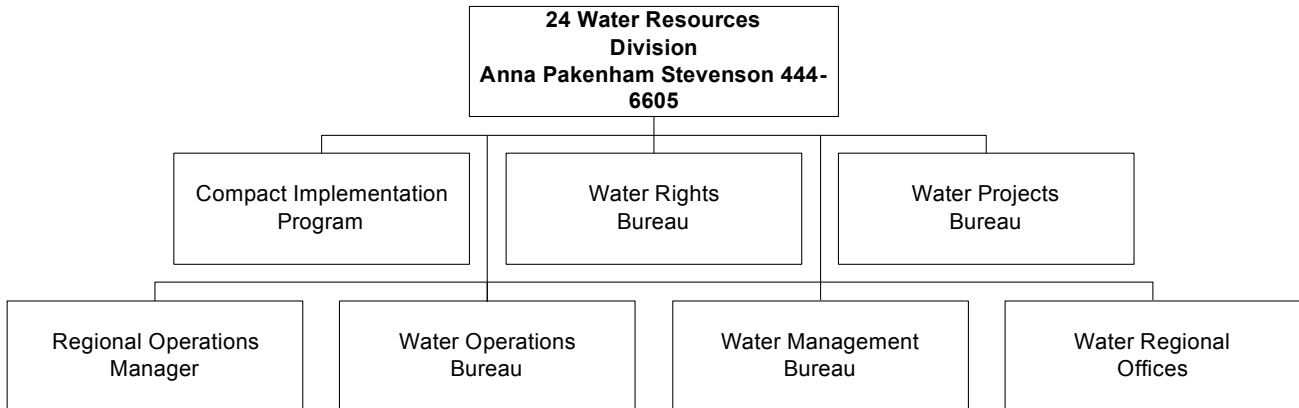 24 Water Resources
Division
Anna Pakenham Stevenson 444-
6605
Compact Implementation
Program
Water Rights
Bureau
Water Projects
Bureau
Regional Operations
Manager
Water Operations
Bureau
Water Management
Bureau
Water Regional
Offices